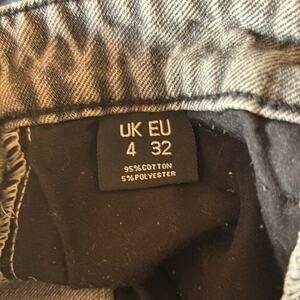 UK EU
4 32
95% COTTON
5% POLYESTER